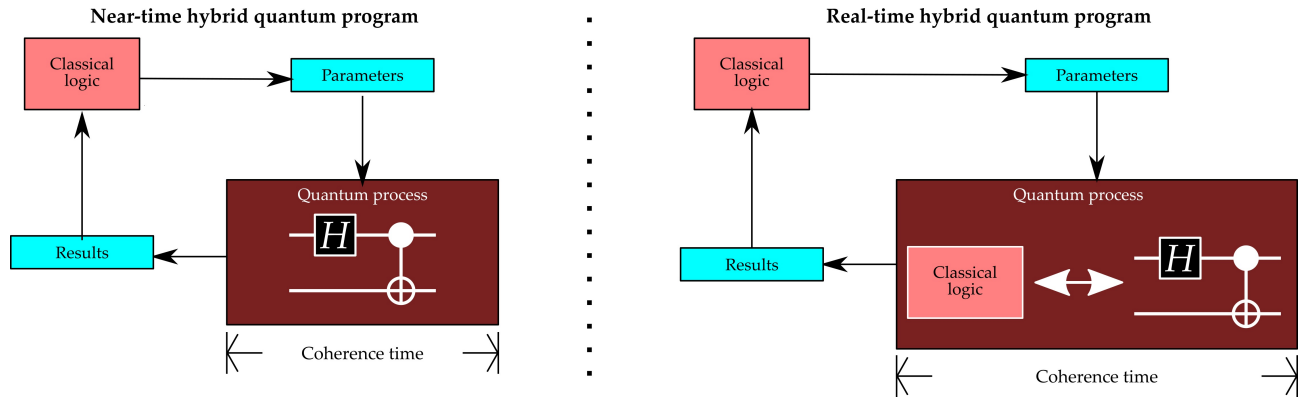 Near-time hybrid quantum program
Classical
logic
Parameters
Quantum process
H
Results
Coherence time
Real-time hybrid quantum program
Classical
logic
Parameters
Quantum process
H
Classical
logic
Results
Coherence time